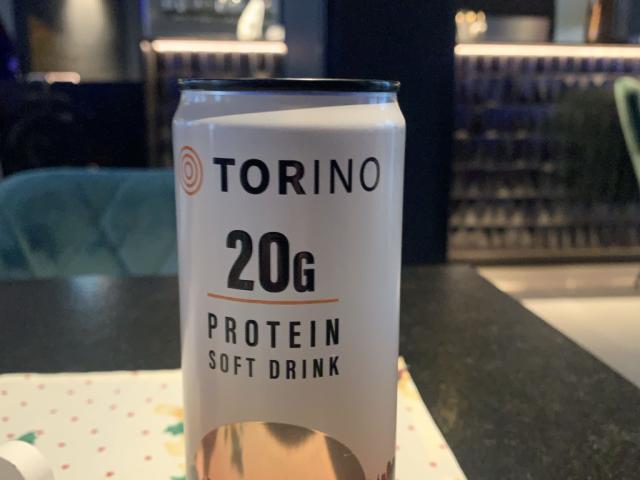 TORINO
20G
PROTEIN
SOFT DRINK